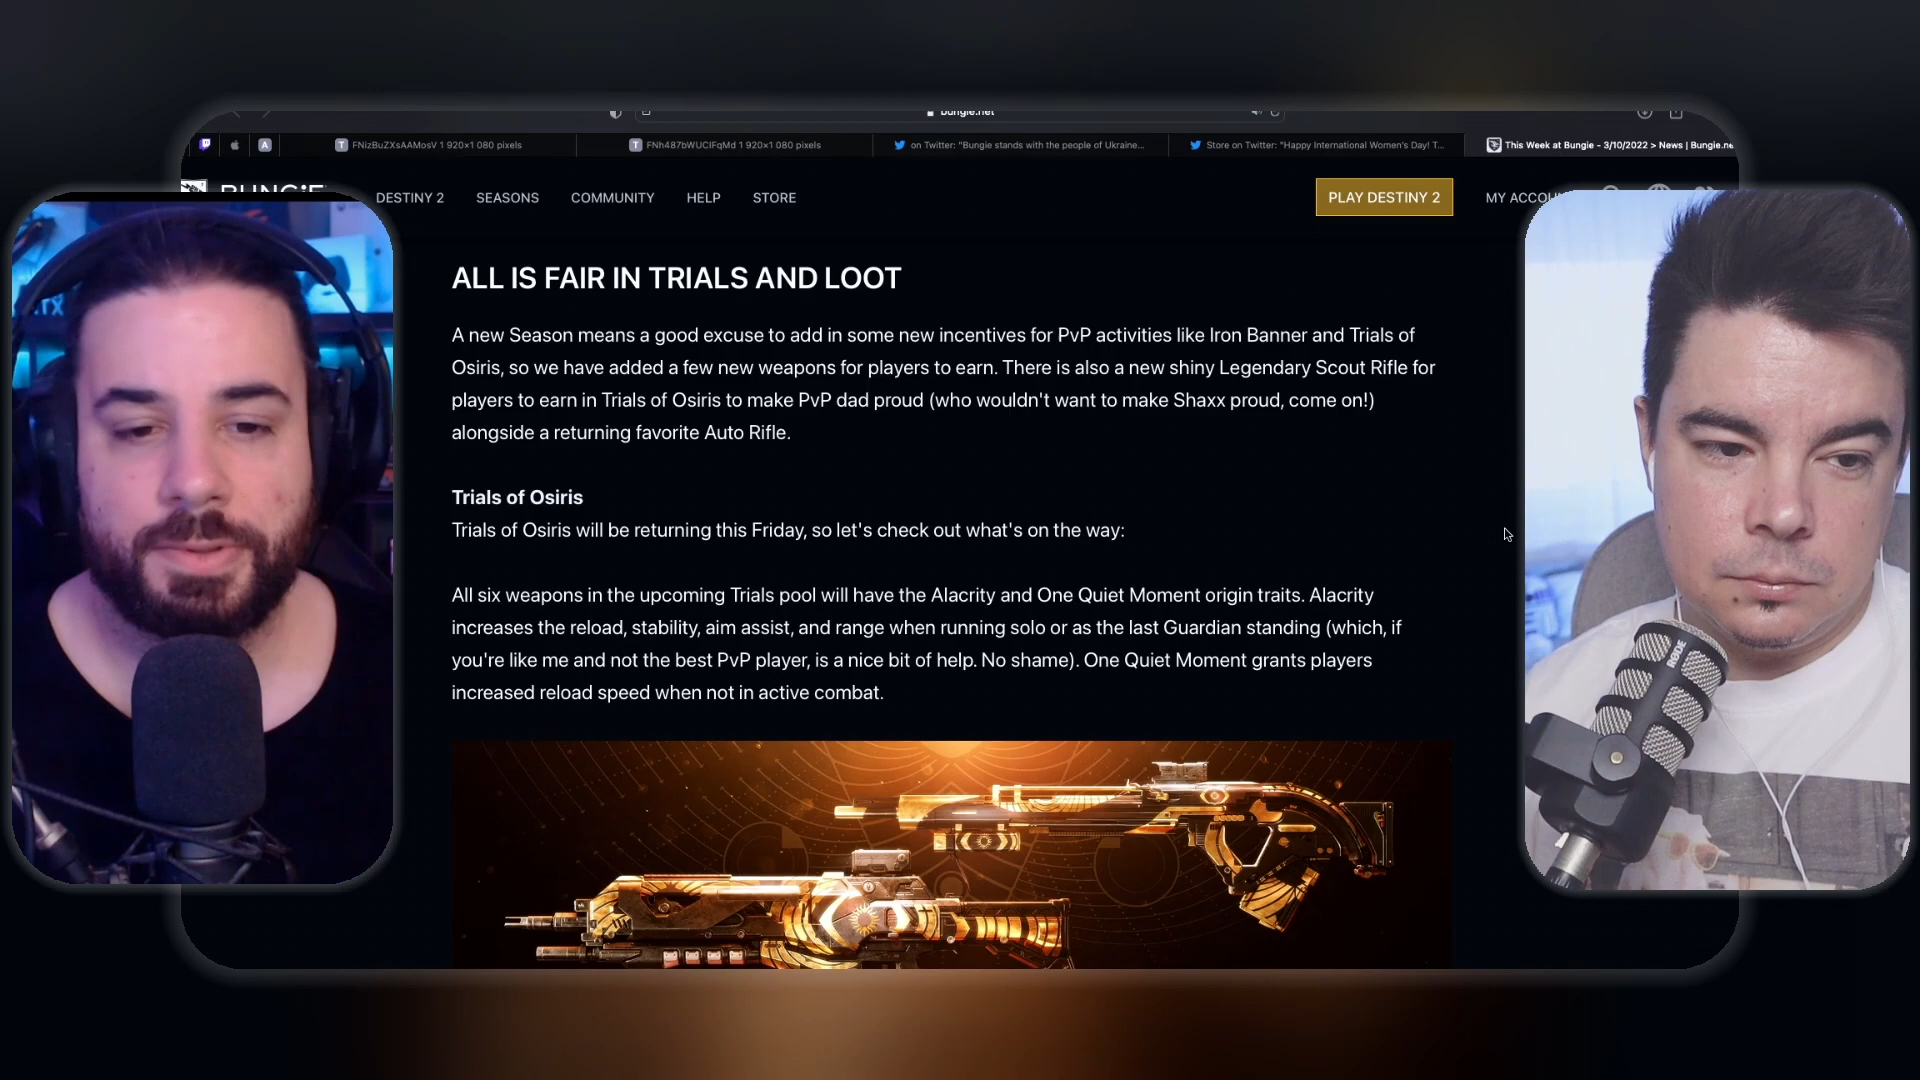 bungie.net
A
T FNizBuZXsAAMosV 1 920×1 080 pixels
T FNh487bWUCIFqMd 1 920×1 080 pixels
on Twitter: "Bungie stands with the people of Ukraine...
Store on Twitter: "Happy International Women's Day! T...
This Week at Bungie - 3/10/2022 > News | Bungie.ne
BUNGiE
DESTINY 2
SEASONS
COMMUNITY
HELP
STORE
PLAY DESTINY 2
MY ACCOUN
ALL IS FAIR IN TRIALS AND LOOT
A new Season means a good excuse to add in some new incentives for PvP activities like Iron Banner and Trials of
Osiris, so we have added a few new weapons for players to earn. There is also a new shiny Legendary Scout Rifle for
players to earn in Trials of Osiris to make PvP dad proud (who wouldn't want to make Shaxx proud, come on!)
alongside a returning favorite Auto Rifle.
Trials of Osiris
Trials of Osiris will be returning this Friday, so let's check out what's on the way:
All six weapons in the upcoming Trials pool will have the Alacrity and One Quiet Moment origin traits. Alacrity
increases the reload, stability, aim assist, and range when running solo or as the last Guardian standing (which, if
you're like me and not the best PvP player, is a nice bit of help. No shame). One Quiet Moment grants players
increased reload speed when not in active combat.
RØDE